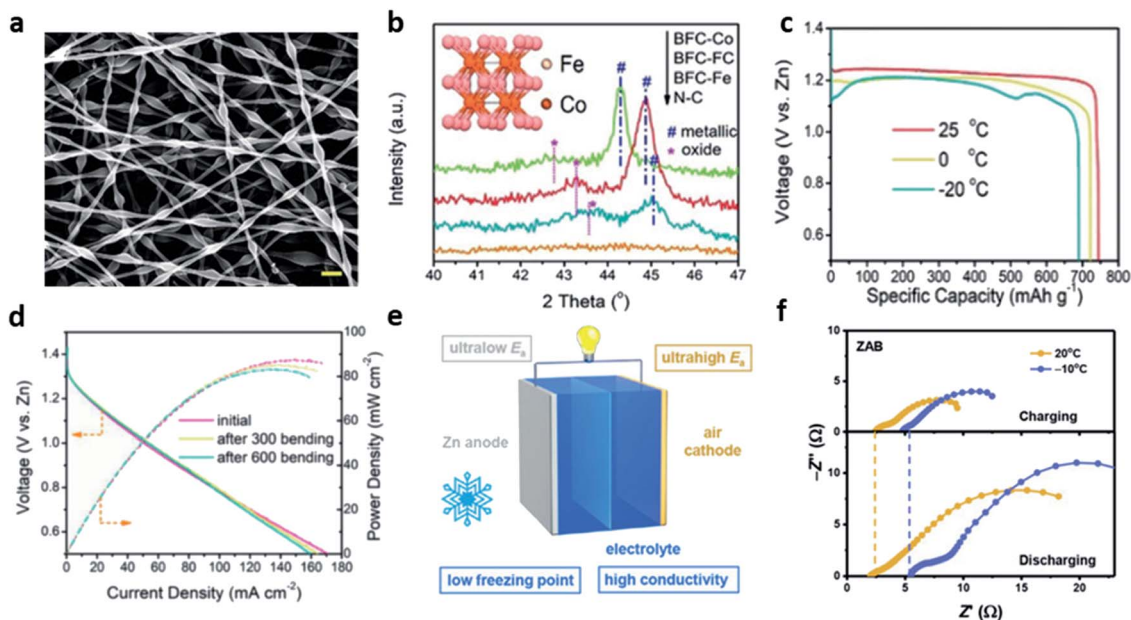 a
b
Intensity (a.u.)
Fe
Co
BFC-Co
BFC-FC
BFC-Fe
N-C
# metallic
* oxide
#
#
#
*
*
*
40 41 42 43 44 45 46 47
2 Theta (°)
c
Voltage (V vs. Zn)
1.4
1.2
1.0
0.8
0.6
25 °C
0 °C
-20 °C
0 100 200 300 400 500 600 700 800
Specific Capacity (mAh g⁻¹)
d
Voltage (V vs. Zn)
1.4
1.2
1.0
0.8
0.6
initial
after 300 bending
after 600 bending
100
80
60
40
20
0
Power Density (mW cm⁻²)
0 20 40 60 80 100 120 140 160 180
Current Density (mA cm⁻²)
e
ultralow Eₐ
ultrahigh Eₐ
Zn anode
air
cathode
electrolyte
low freezing point
high conductivity
f
-15
-10
-5
0
10
5
0
−Z'' (Ω)
ZAB
20°C
−10°C
Charging
Discharging
0 5 10 15 20
Z' (Ω)